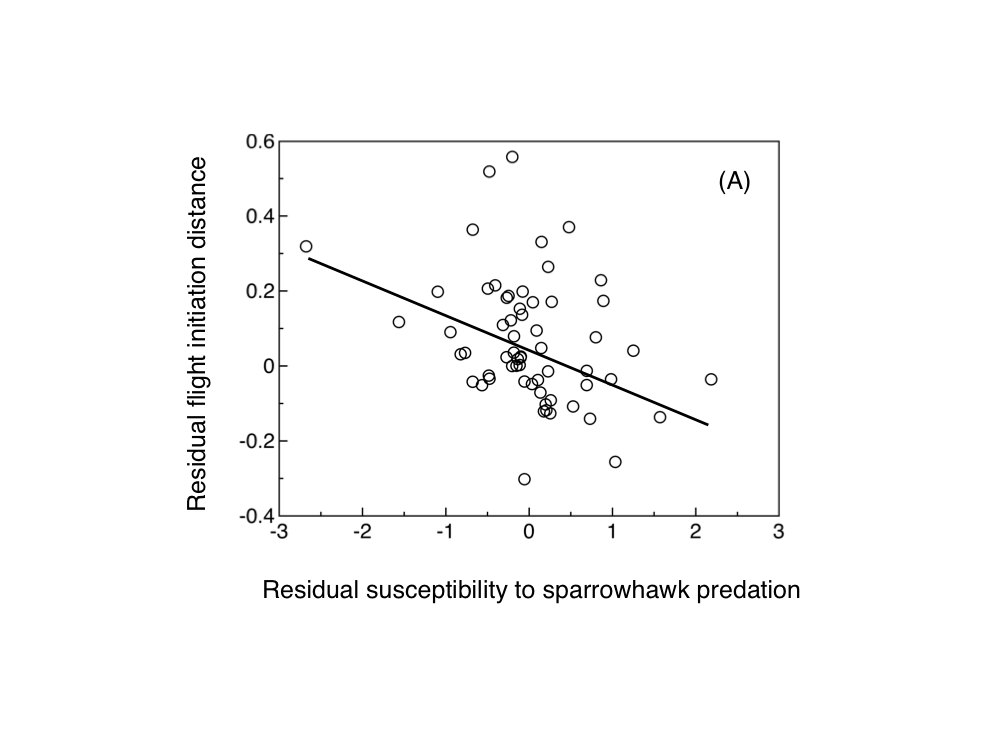 (A)
Residual flight initiation distance
0.6
0.4
0.2
0
-0.2
-0.4
-3 -2 -1 0 1 2 3
Residual susceptibility to sparrowhawk predation